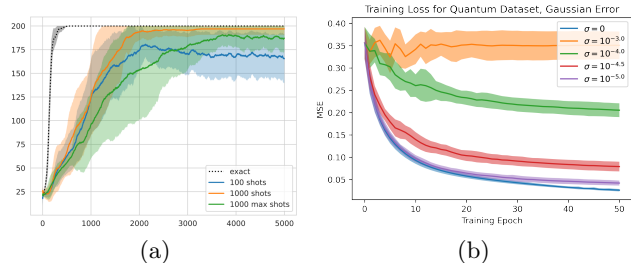 200
175
150
125
100
75
50
25
0
1000
2000
3000
4000
5000
exact
100 shots
1000 shots
1000 max shots
(a)
Training Loss for Quantum Dataset, Gaussian Error
MSE
0.40
0.35
0.30
0.25
0.20
0.15
0.10
0.05
0
10
20
30
40
50
Training Epoch
σ = 0
σ = 10^−3.0
σ = 10^−4.0
σ = 10^−4.5
σ = 10^−5.0
(b)